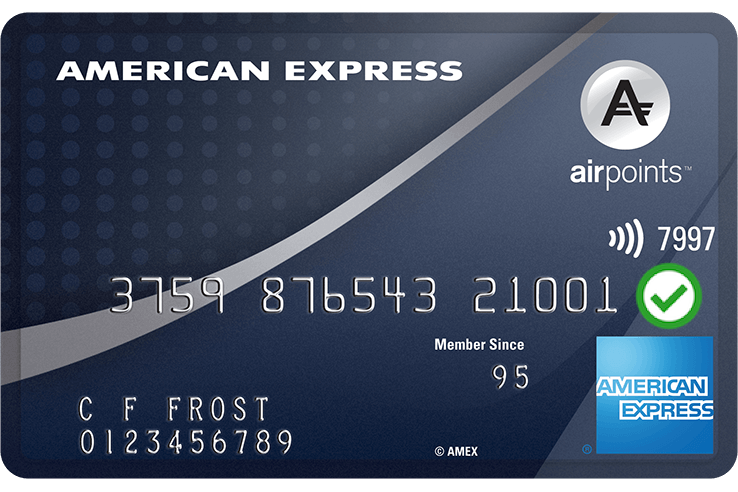 AMERICAN EXPRESS
A
airpoints™
7997
3759 876543 21001
Member Since
95
AMERICAN
EXPRESS
®
C F FROST
0123456789
© AMEX